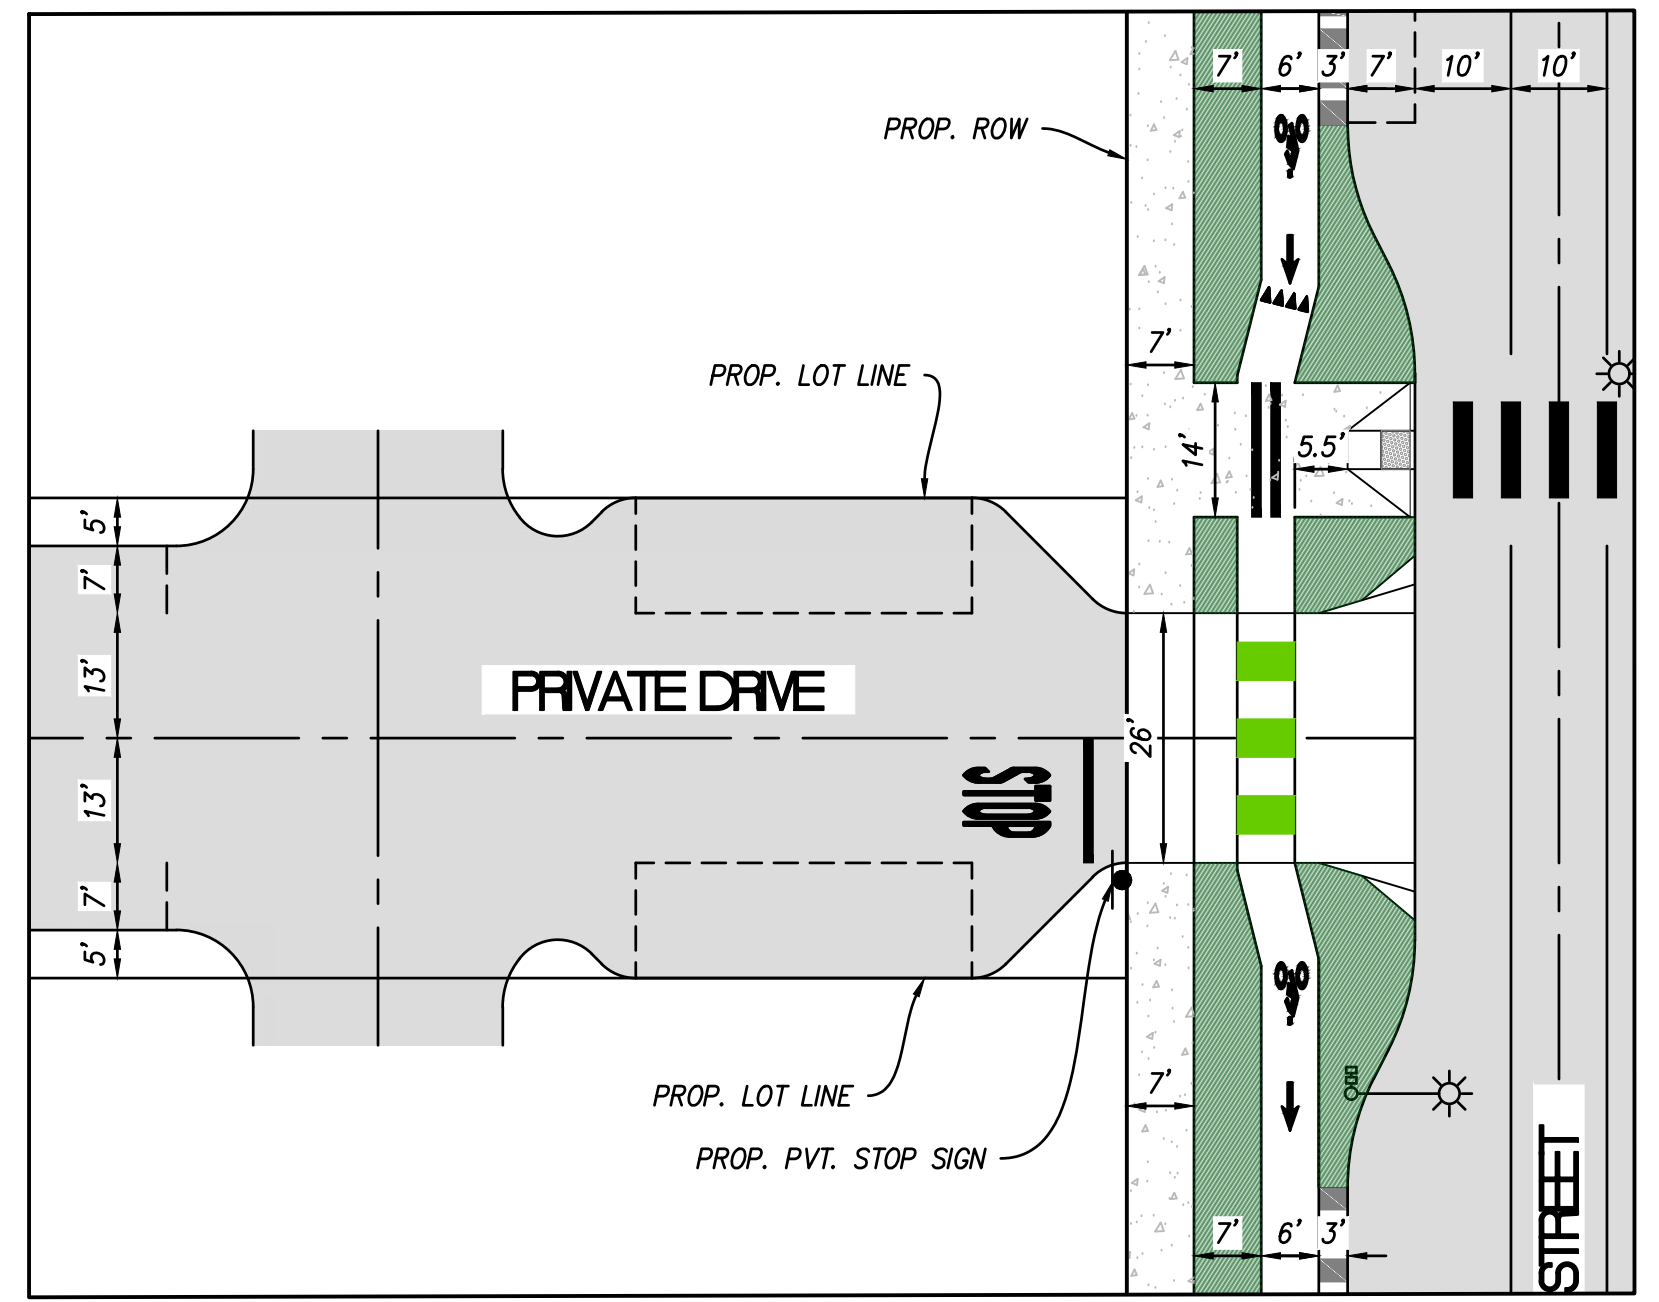 7' 6' 3' 7' 10' 10'
PROP. ROW
7'
PROP. LOT LINE
14'
5.5'
5'
7'
13'
PRIVATE DRIVE
26'
STOP
13'
7'
5'
PROP. LOT LINE
7'
PROP. PVT. STOP SIGN
STREET
7' 6' 3'